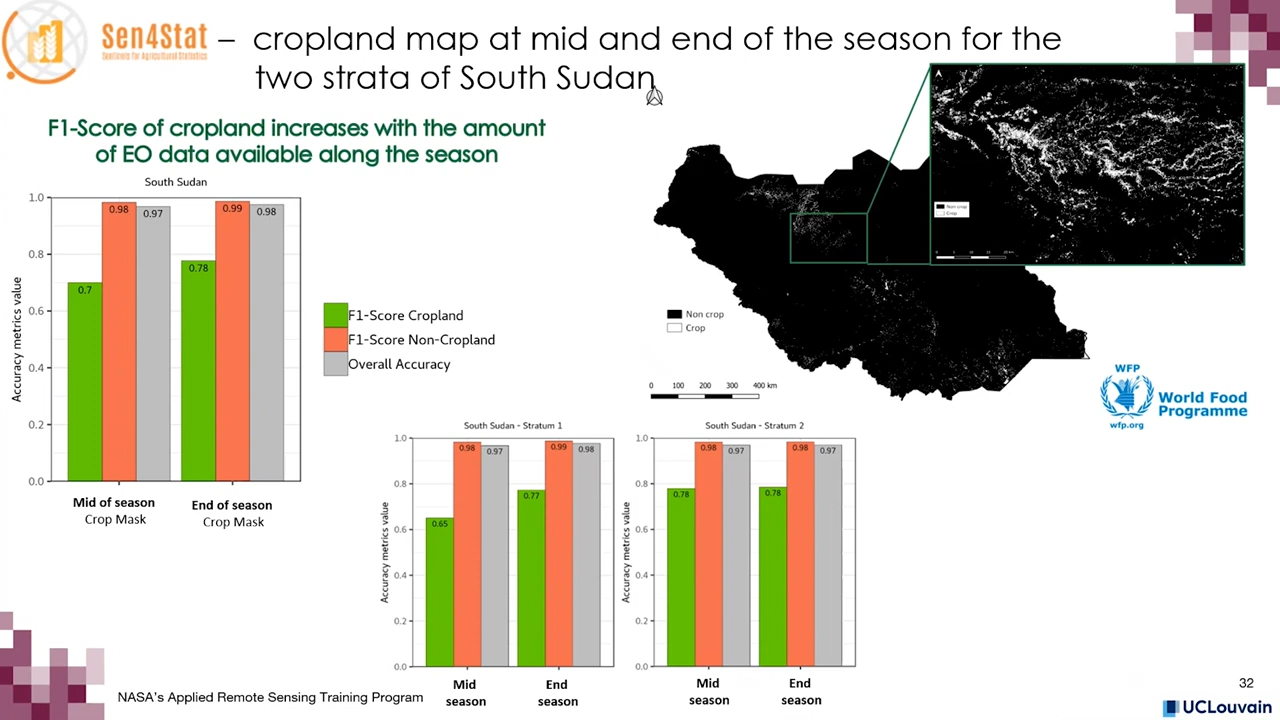 Sen4Stat
Sentinels for Agricultural Statistics
– cropland map at mid and end of the season for the
two strata of South Sudan
F1-Score of cropland increases with the amount
of EO data available along the season
South Sudan
Accuracy metrics value
1.0
0.8
0.6
0.4
0.2
0.0
0.7
0.98
0.97
0.78
0.99
0.98
Mid of season
Crop Mask
End of season
Crop Mask
F1-Score Cropland
F1-Score Non-Cropland
Overall Accuracy
Non crop
Crop
Non crop
Crop
0 100 200 300 400 km
WFP
World Food
Programme
wfp.org
South Sudan - Stratum 1
Accuracy metrics value
1.0
0.8
0.6
0.4
0.2
0.0
0.65
0.98
0.97
0.77
0.99
0.98
Mid
season
End
season
South Sudan - Stratum 2
Accuracy metrics value
1.0
0.8
0.6
0.4
0.2
0.0
0.78
0.98
0.97
0.78
0.98
0.97
Mid
season
End
season
NASA's Applied Remote Sensing Training Program
32
UCLouvain